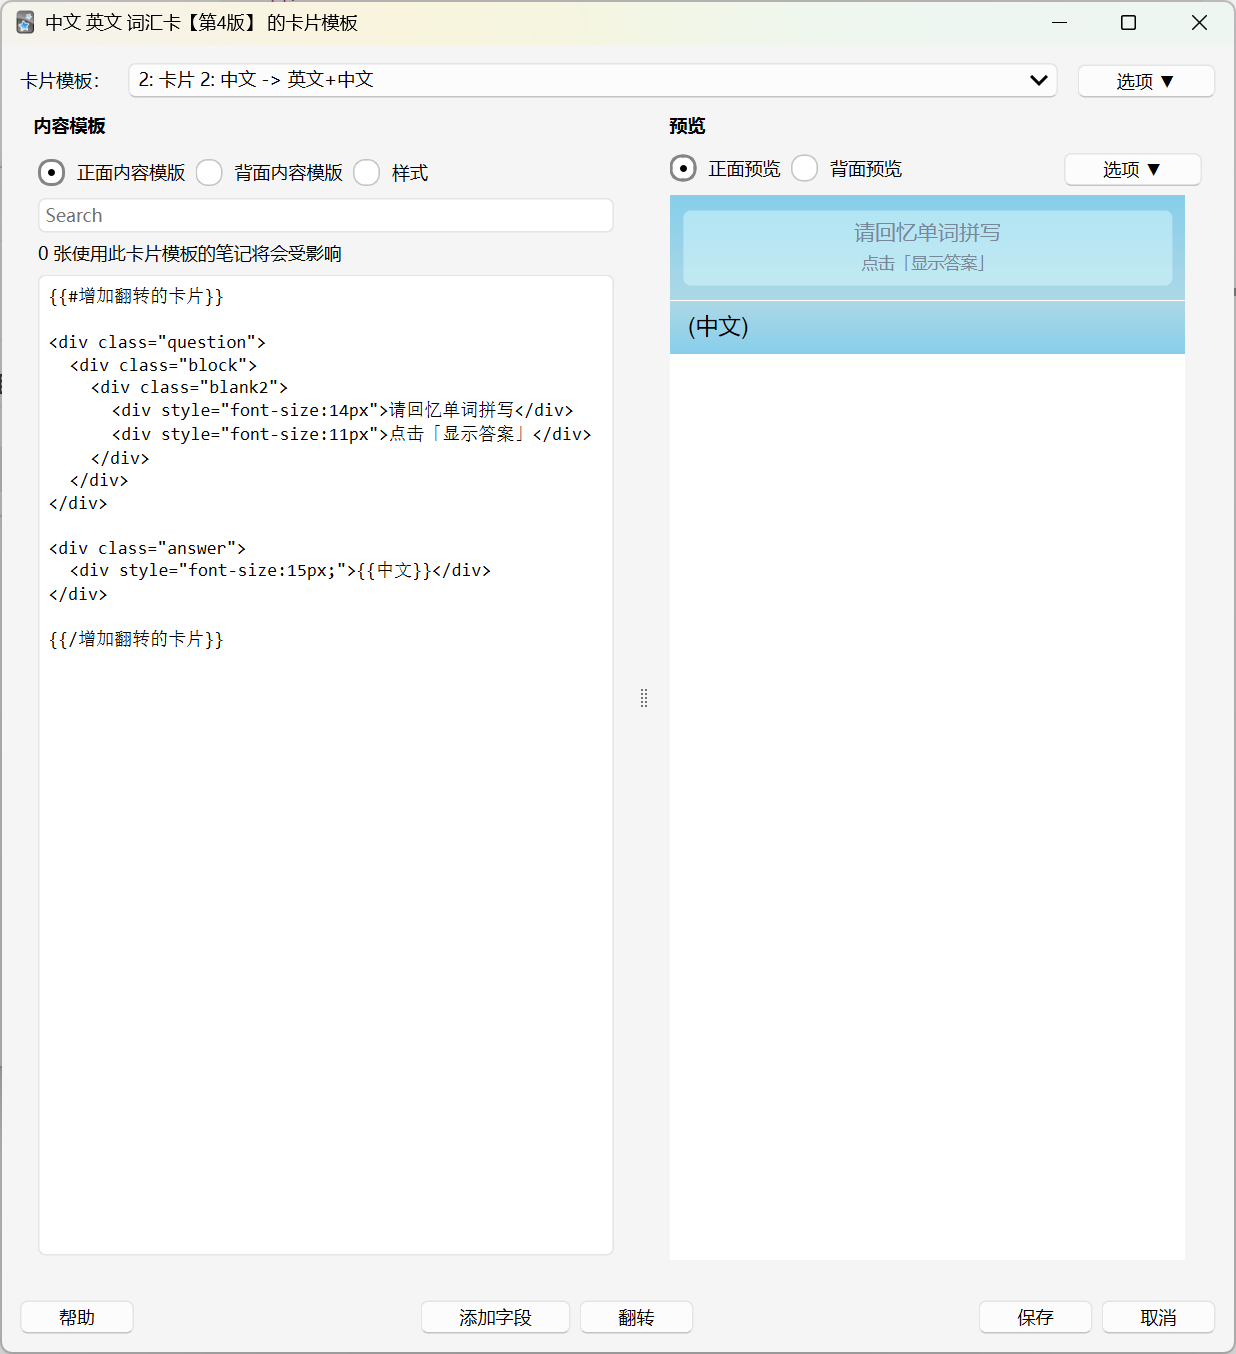 中文 英文 词汇卡【第4版】 的卡片模板
卡片模板：
2: 卡片 2: 中文 -> 英文+中文
选项 ▼
内容模板
正面内容模版
背面内容模版
样式
Search
0 张使用此卡片模板的笔记将会受影响
{{#增加翻转的卡片}}
<div class="question">
<div class="block">
<div class="blank2">
<div style="font-size:14px">请回忆单词拼写</div>
<div style="font-size:11px">点击「显示答案」</div>
</div>
</div>
</div>
<div class="answer">
<div style="font-size:15px;">{{中文}}</div>
</div>
{{/增加翻转的卡片}}
预览
正面预览
背面预览
选项 ▼
请回忆单词拼写
点击「显示答案」
(中文)
帮助
添加字段
翻转
保存
取消